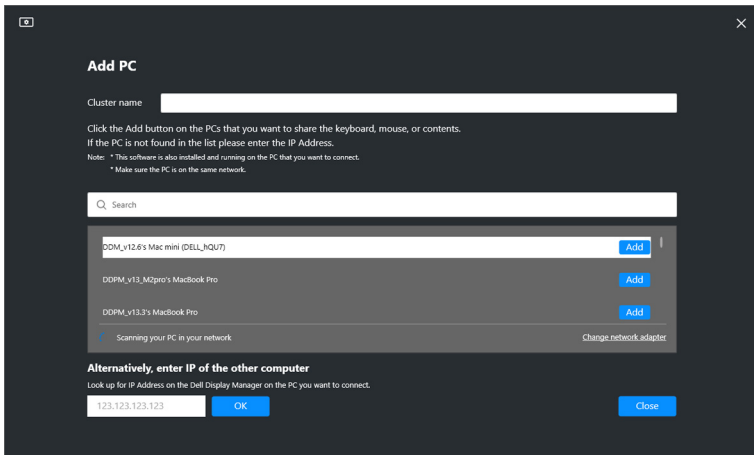 Add PC
Cluster name
Click the Add button on the PCs that you want to share the keyboard, mouse, or contents.
If the PC is not found in the list please enter the IP Address.
Note: * This software is also installed and running on the PC that you want to connect.
* Make sure the PC is on the same network.
Search
DDM_v12.6's Mac mini (DELL_hQU7) Add
DDPM_v13_M2pro's MacBook Pro Add
DDPM_v13.3's MacBook Pro Add
Scanning your PC in your network Change network adapter
Alternatively, enter IP of the other computer
Look up for IP Address on the Dell Display Manager on the PC you want to connect.
123.123.123.123 OK Close